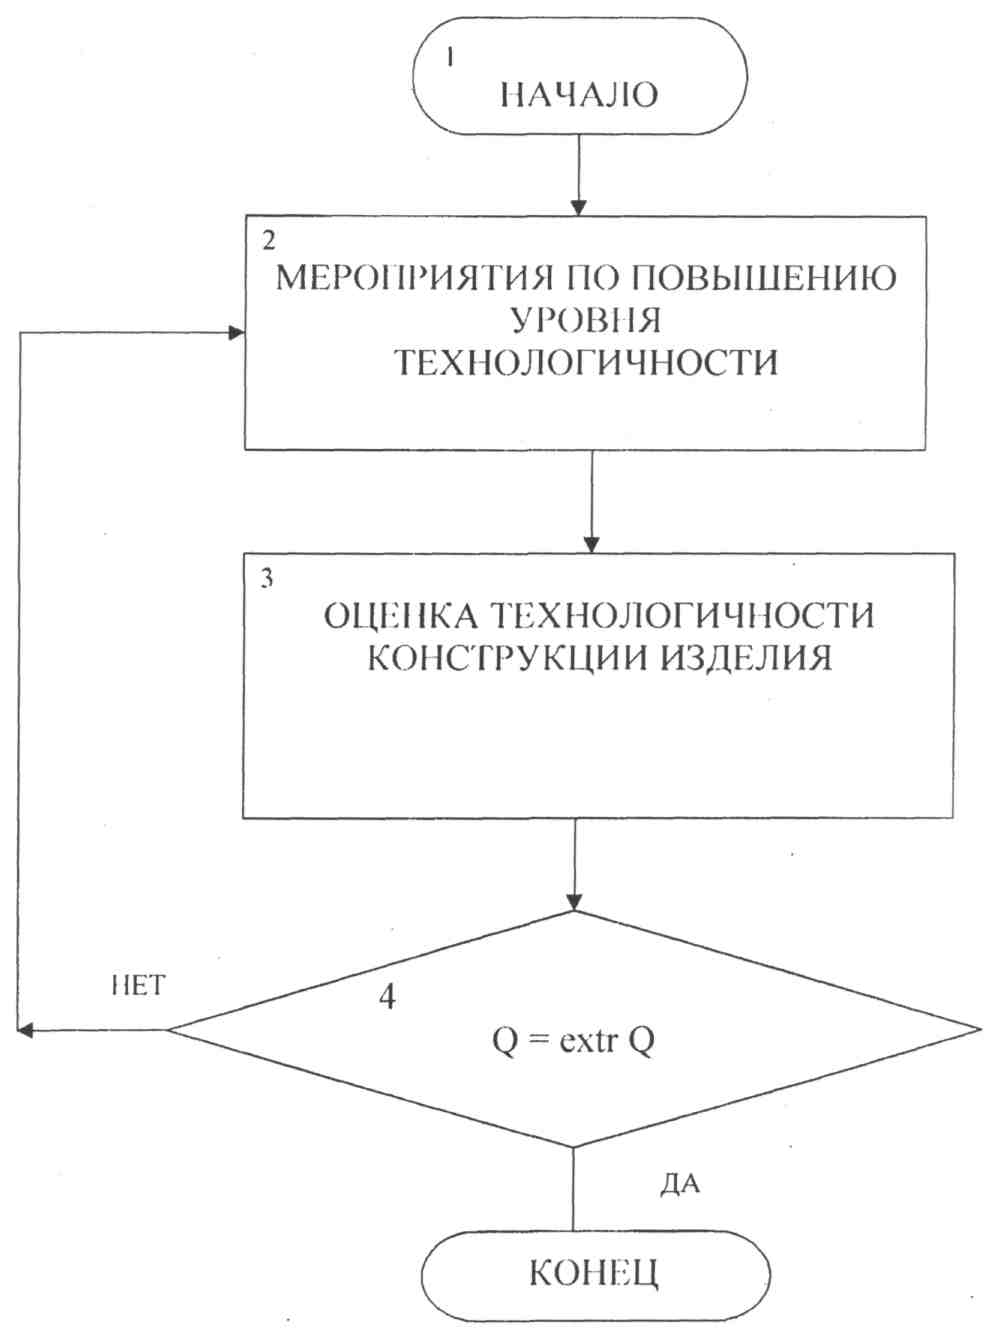 1
НАЧАЛО
2
МЕРОПРИЯТИЯ ПО ПОВЫШЕНИЮ
УРОВНЯ
ТЕХНОЛОГИЧНОСТИ
3
ОЦЕНКА ТЕХНОЛОГИЧНОСТИ
КОНСТРУКЦИИ ИЗДЕЛИЯ
НЕТ
4
Q = extr Q
ДА
КОНЕЦ